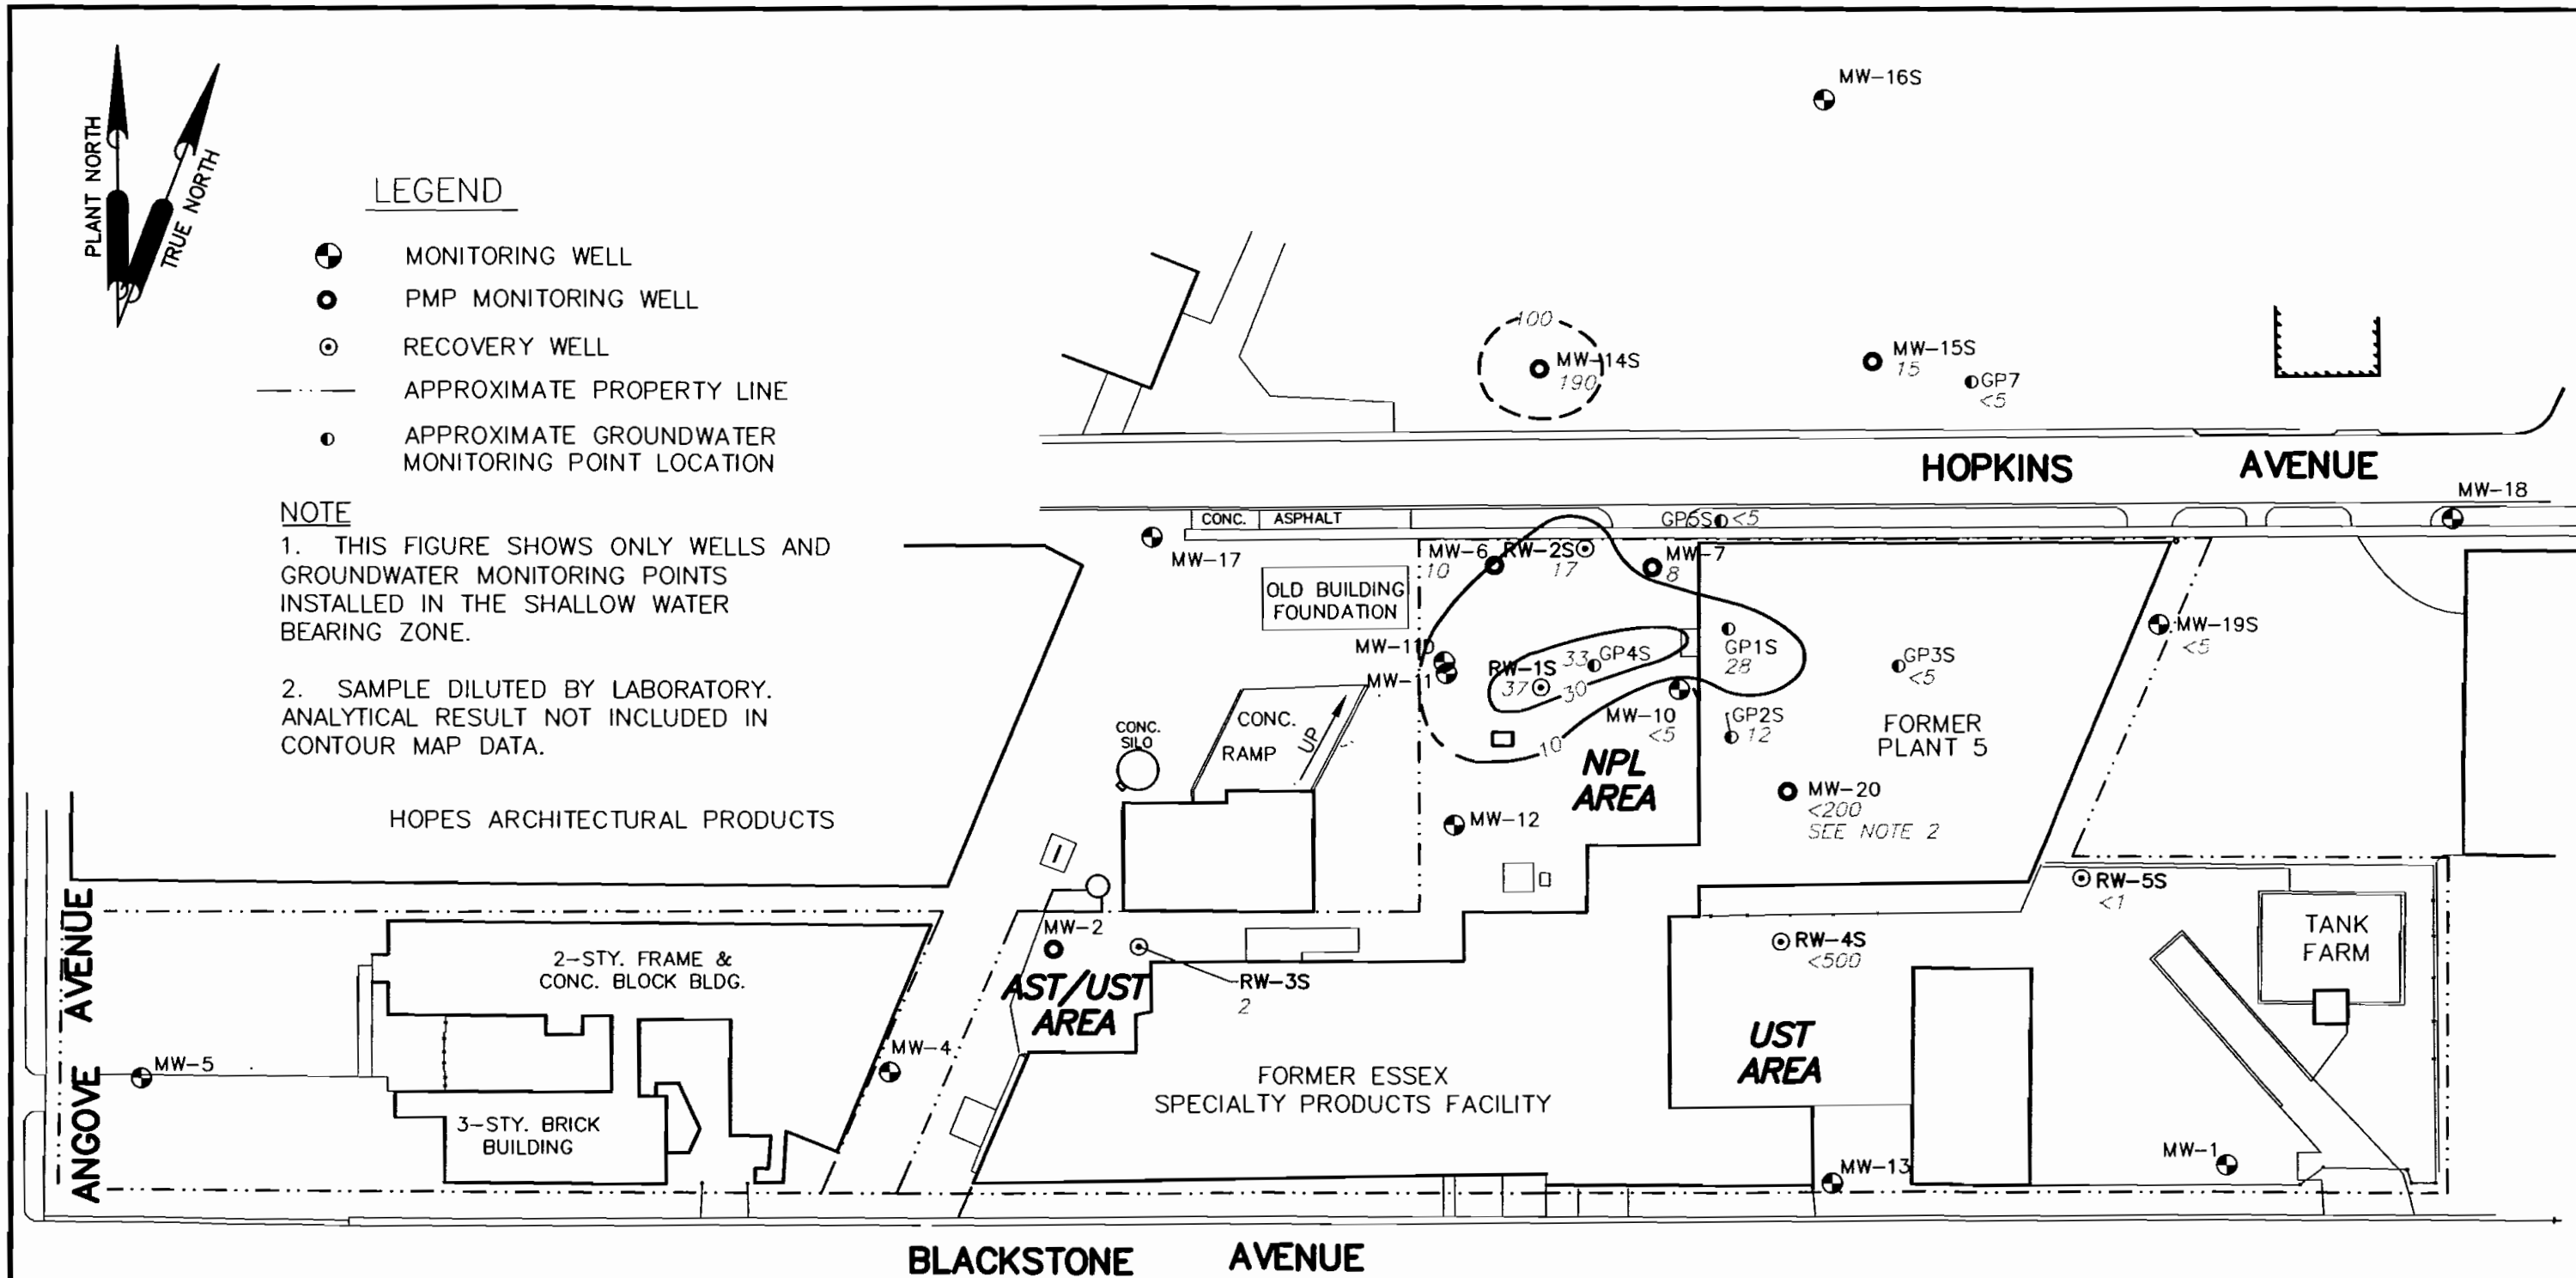 PLANT NORTH
TRUE NORTH
LEGEND
MONITORING WELL
PMP MONITORING WELL
RECOVERY WELL
APPROXIMATE PROPERTY LINE
APPROXIMATE GROUNDWATER
MONITORING POINT LOCATION
NOTE
1. THIS FIGURE SHOWS ONLY WELLS AND
GROUNDWATER MONITORING POINTS
INSTALLED IN THE SHALLOW WATER
BEARING ZONE.
2. SAMPLE DILUTED BY LABORATORY.
ANALYTICAL RESULT NOT INCLUDED IN
CONTOUR MAP DATA.
HOPES ARCHITECTURAL PRODUCTS
MW-16S
100
MW-14S
190
MW-15S
15
GP7
<5
HOPKINS AVENUE
MW-18
CONC.
ASPHALT
MW-17
<5
MW-6
10
RW-2S
17
MW-7
8
OLD BUILDING
FOUNDATION
MW-11D
MW-11
RW-1S
37
33
GP4S
30
10
GP1S
28
MW-10
<5
GP2S
12
GP3S
<5
MW-19S
<5
FORMER
PLANT 5
NPL
AREA
MW-20
<200
SEE NOTE 2
CONC.
SILO
CONC.
RAMP
UP
MW-12
MW-2
RW-3S
2
AST/UST
AREA
RW-5S
<1
RW-4S
<500
TANK
FARM
UST
AREA
2-STY. FRAME &
CONC. BLOCK BLDG.
3-STY. BRICK
BUILDING
MW-5
MW-4
FORMER ESSEX
SPECIALTY PRODUCTS FACILITY
MW-13
MW-1
ANGOVE AVENUE
BLACKSTONE AVENUE